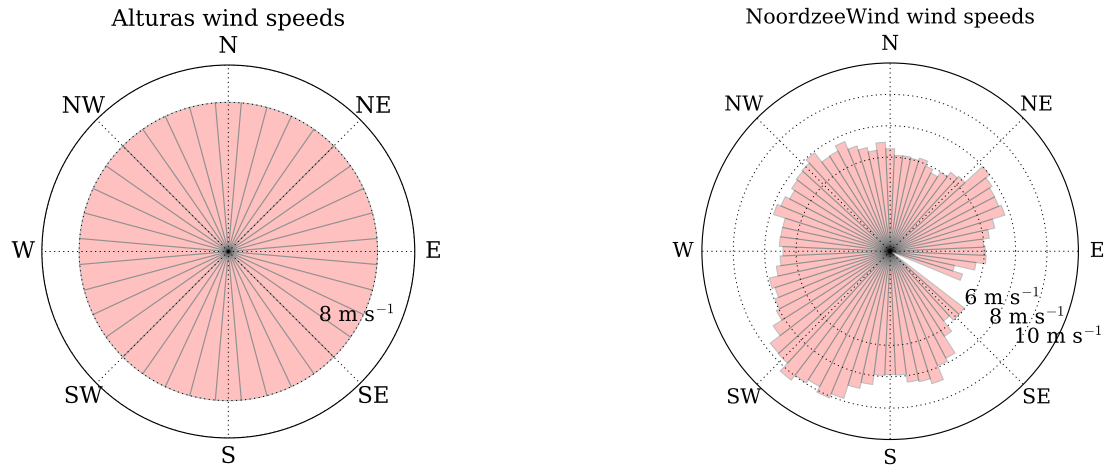 Alturas wind speeds
N
NW
NE
W
E
8 m s⁻¹
SW
SE
S
NoordzeeWind wind speeds
N
NW
NE
W
E
6 m s⁻¹
8 m s⁻¹
10 m s⁻¹
SW
SE
S